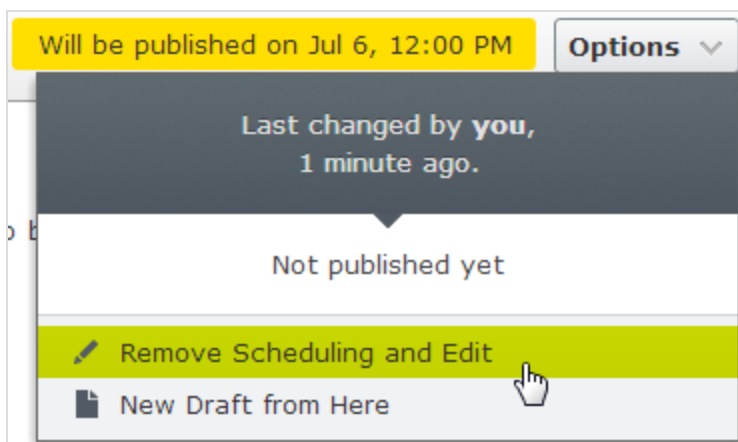 Will be published on Jul 6, 12:00 PM
Options
Last changed by you,
1 minute ago.
Not published yet
Remove Scheduling and Edit
New Draft from Here